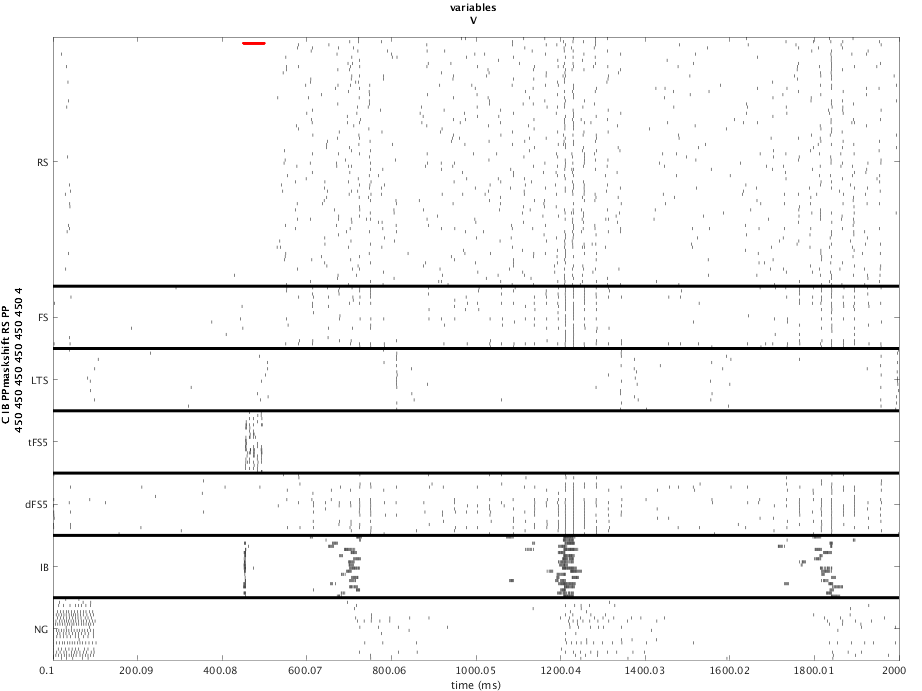 variables
V
C IB PPmaskshift RS PP
450 450 450 450 450 450 4
RS
FS
LTS
tFS5
dFS5
IB
NG
0.1 200.09 400.08 600.07 800.06 1000.05 1200.04 1400.03 1600.02 1800.01 2000
time (ms)